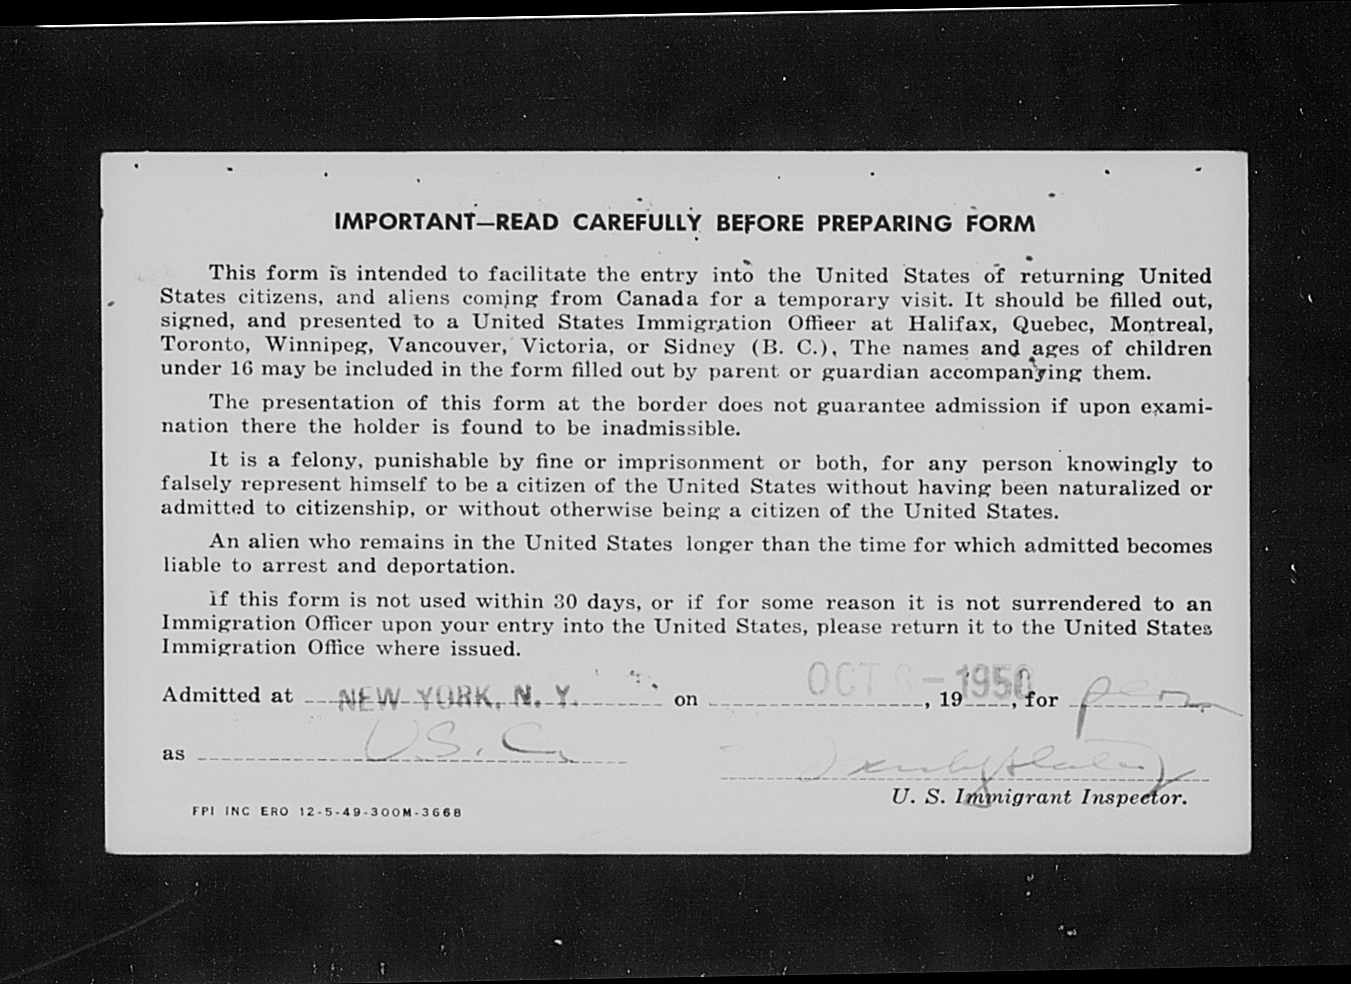 IMPORTANT—READ CAREFULLY BEFORE PREPARING FORM
This form is intended to facilitate the entry into the United States of returning United
States citizens, and aliens coming from Canada for a temporary visit. It should be filled out,
signed, and presented to a United States Immigration Officer at Halifax, Quebec, Montreal,
Toronto, Winnipeg, Vancouver, Victoria, or Sidney (B. C.), The names and ages of children
under 16 may be included in the form filled out by parent or guardian accompanying them.
The presentation of this form at the border does not guarantee admission if upon exami-
nation there the holder is found to be inadmissible.
It is a felony, punishable by fine or imprisonment or both, for any person knowingly to
falsely represent himself to be a citizen of the United States without having been naturalized or
admitted to citizenship, or without otherwise being a citizen of the United States.
An alien who remains in the United States longer than the time for which admitted becomes
liable to arrest and deportation.
If this form is not used within 30 days, or if for some reason it is not surrendered to an
Immigration Officer upon your entry into the United States, please return it to the United States
Immigration Office where issued.
Admitted at NEW YORK, N. Y. on OCT 1950, 19, for
as USC
U. S. Immigrant Inspector.
FPI INC ERO 12-5-49-300M-3668